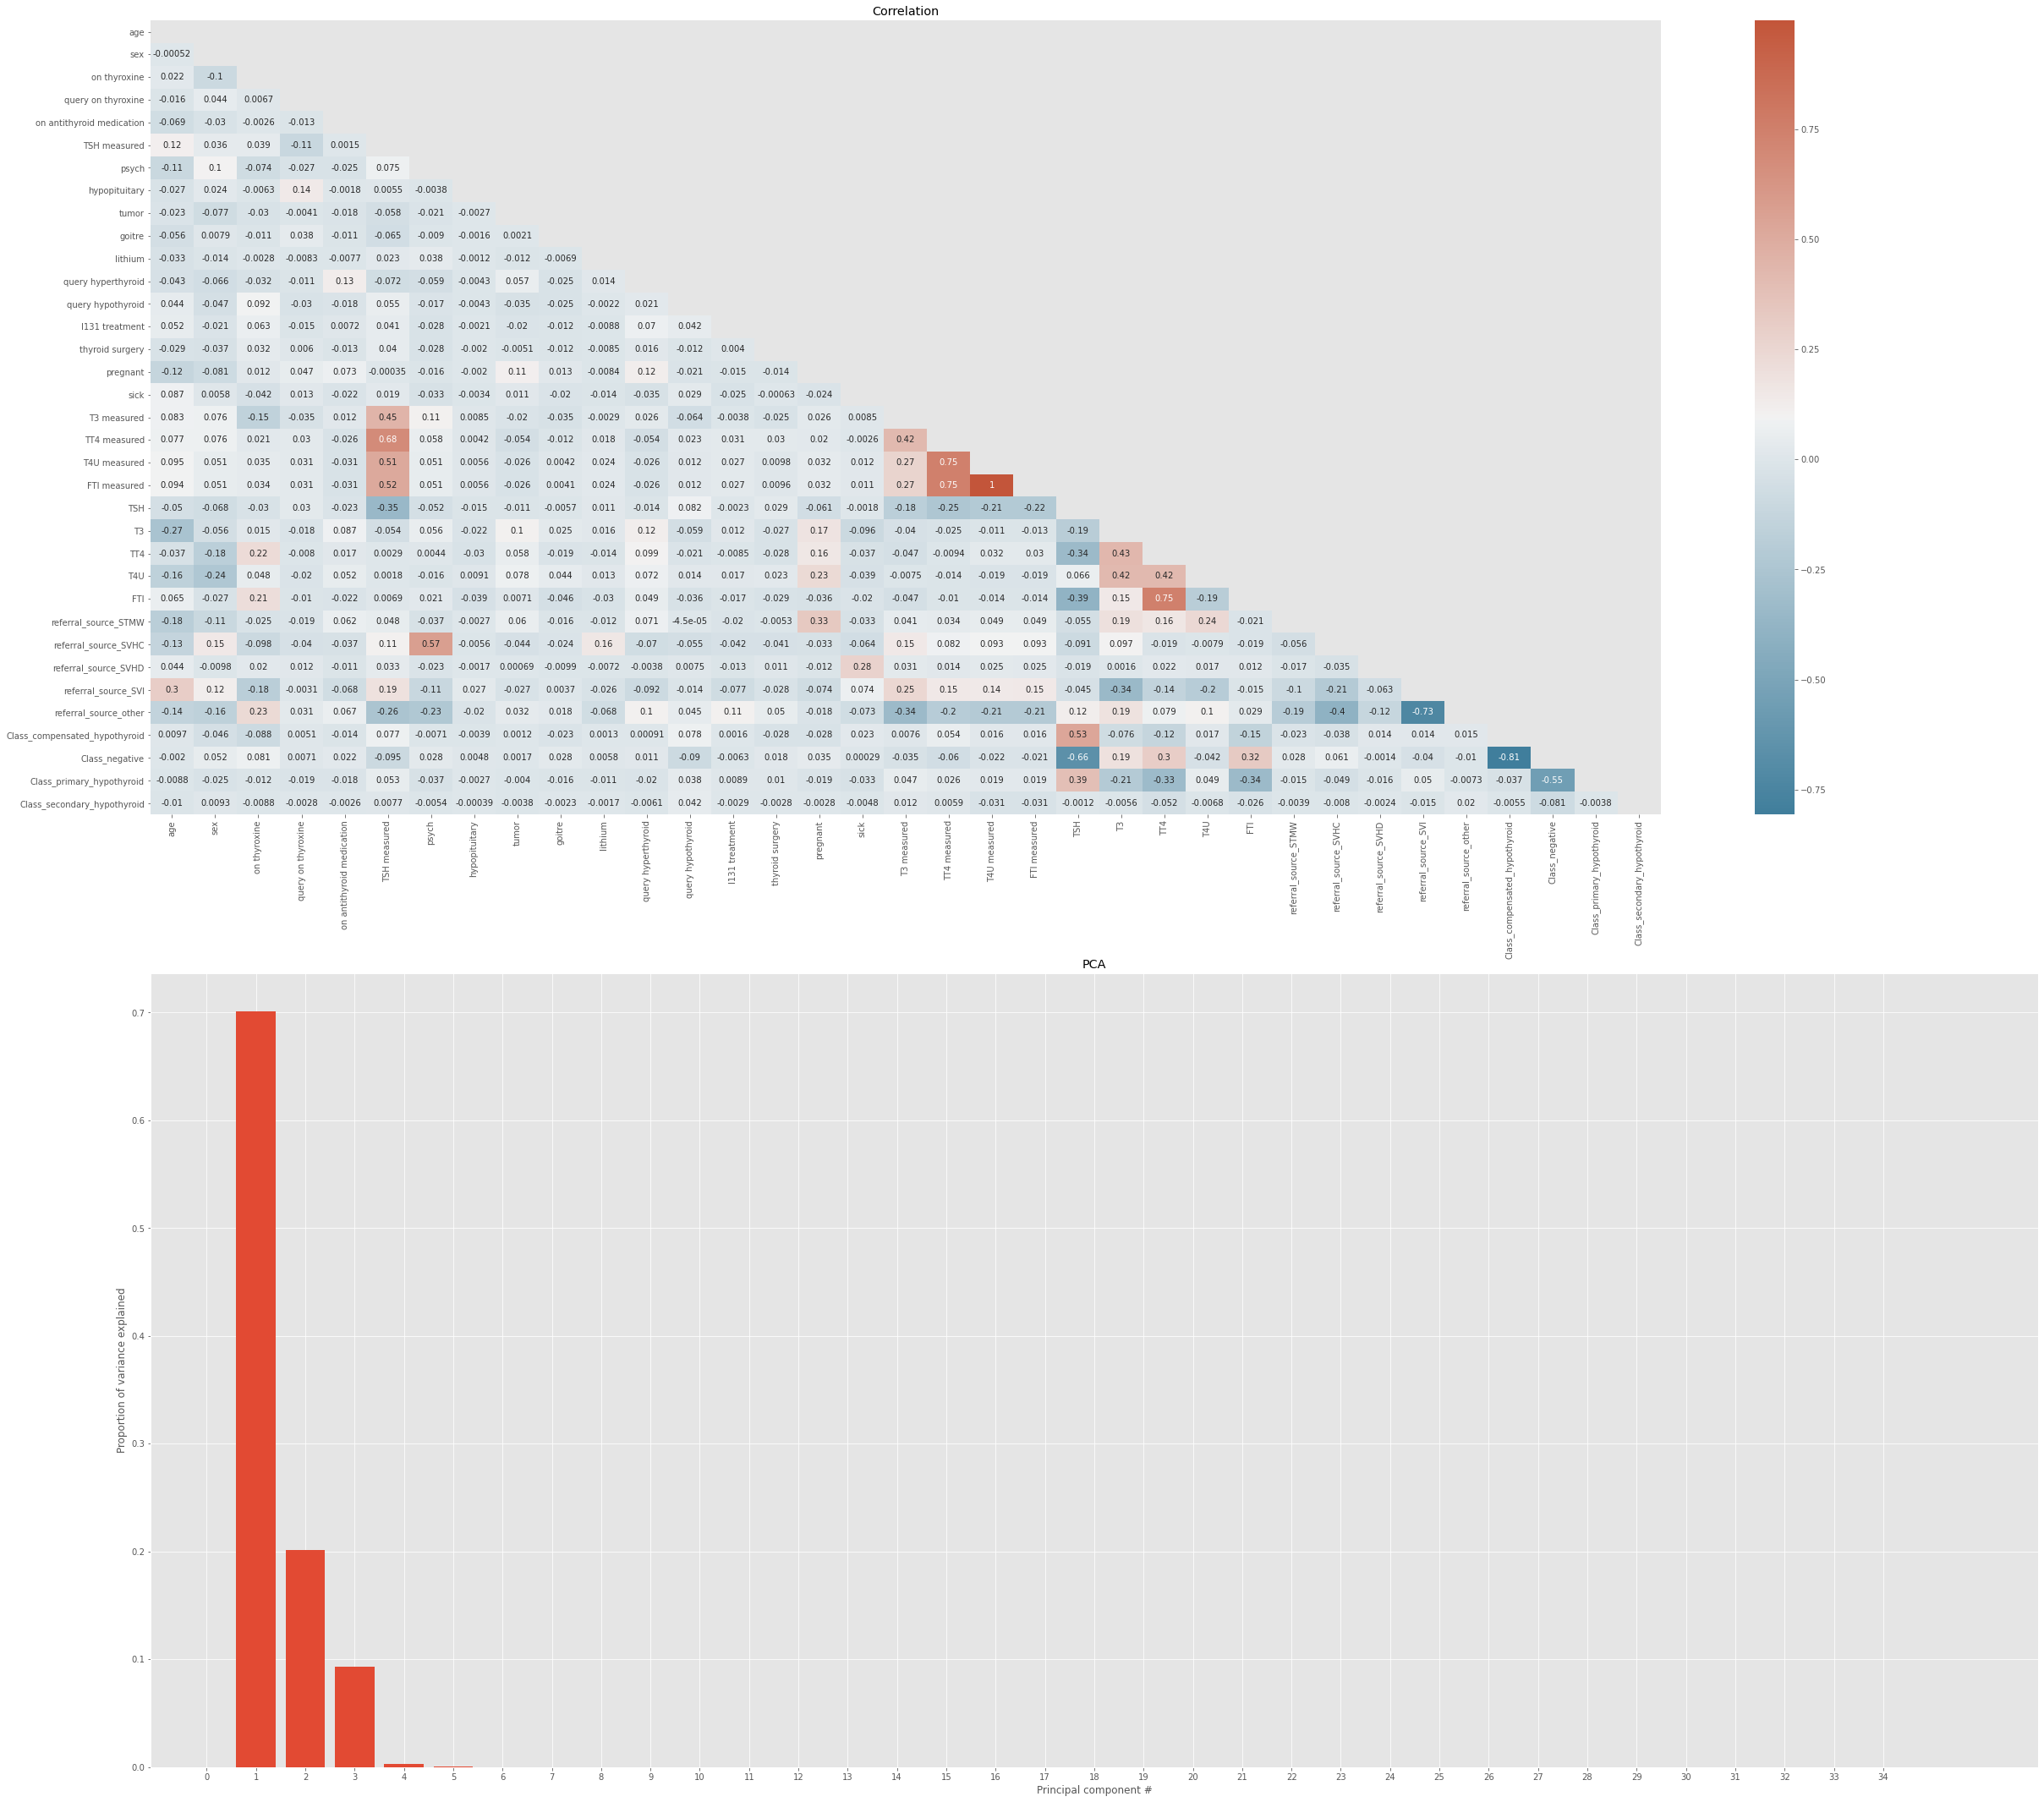 Correlation
age
sex -0.00052
on thyroxine 0.022 -0.1
query on thyroxine -0.016 0.044 0.0067
on antithyroid medication -0.069 -0.03 -0.0026 -0.013
TSH measured 0.12 0.036 0.039 -0.11 0.0015
psych -0.11 0.1 -0.074 -0.027 -0.025 0.075
hypopituitary -0.027 0.024 -0.0063 0.14 -0.0018 0.0055 -0.0038
tumor -0.023 -0.077 -0.03 -0.0041 -0.018 -0.058 -0.021 -0.0027
goitre -0.056 0.0079 -0.011 0.038 -0.011 -0.065 -0.009 -0.0016 0.0021
lithium -0.033 -0.014 -0.0028 -0.0083 -0.0077 0.023 0.038 -0.0012 -0.012 -0.0069
query hyperthyroid -0.043 -0.066 -0.032 -0.011 0.13 -0.072 -0.059 -0.0043 0.057 -0.025 0.014
query hypothyroid 0.044 -0.047 0.092 -0.03 -0.018 0.055 -0.017 -0.0043 -0.035 -0.025 -0.0022 0.021
I131 treatment 0.052 -0.021 0.063 -0.015 0.0072 0.041 -0.028 -0.0021 -0.02 -0.012 -0.0088 0.07 0.042
thyroid surgery -0.029 -0.037 0.032 0.006 -0.013 0.04 -0.028 -0.002 -0.0051 -0.012 -0.0085 0.016 -0.012 0.004
pregnant -0.12 -0.081 0.012 0.047 0.073 -0.00035 -0.016 -0.002 0.11 0.013 -0.0084 0.12 -0.021 -0.015 -0.014
sick 0.087 0.0058 -0.042 0.013 -0.022 0.019 -0.033 -0.0034 0.011 -0.02 -0.014 -0.035 0.029 -0.025 -0.00063 -0.024
T3 measured 0.083 0.076 -0.15 -0.035 0.012 0.45 0.11 0.0085 -0.02 -0.035 -0.0029 0.026 -0.064 -0.0038 -0.025 0.026 0.0085
TT4 measured 0.077 0.076 0.021 0.03 -0.026 0.68 0.058 0.0042 -0.054 -0.012 0.018 -0.054 0.023 0.031 0.03 0.02 -0.0026 0.42
T4U measured 0.095 0.051 0.035 0.031 -0.031 0.51 0.051 0.0056 -0.026 0.0042 0.024 -0.026 0.012 0.027 0.0098 0.032 0.012 0.27 0.75
FTI measured 0.094 0.051 0.034 0.031 -0.031 0.52 0.051 0.0056 -0.026 0.0041 0.024 -0.026 0.012 0.027 0.0096 0.032 0.011 0.27 0.75 1
TSH -0.05 -0.068 -0.03 0.03 -0.023 -0.35 -0.052 -0.015 -0.011 -0.0057 0.011 -0.014 0.082 -0.0023 0.029 -0.061 -0.0018 -0.18 -0.25 -0.21 -0.22
T3 -0.27 -0.056 0.015 -0.018 0.087 -0.054 0.056 -0.022 0.1 0.025 0.016 0.12 -0.059 0.012 -0.027 0.17 -0.096 -0.04 -0.025 -0.011 -0.013 -0.19
TT4 -0.037 -0.18 0.22 -0.008 0.017 0.0029 0.0044 -0.03 0.058 -0.019 -0.014 0.099 -0.021 -0.0085 -0.028 0.16 -0.037 -0.047 -0.0094 0.032 0.03 -0.34 0.43
T4U -0.16 -0.24 0.048 -0.02 0.052 0.0018 -0.016 0.0091 0.078 0.044 0.013 0.072 0.014 0.017 0.023 0.23 -0.039 -0.0075 -0.014 -0.019 -0.019 0.066 0.42 0.42
FTI 0.065 -0.027 0.21 -0.01 -0.022 0.0069 0.021 -0.039 0.0071 -0.046 -0.03 0.049 -0.036 -0.017 -0.029 -0.036 -0.02 -0.047 -0.01 -0.014 -0.014 -0.39 0.15 0.75 -0.19
referral_source_STMW -0.18 -0.11 -0.025 -0.019 0.062 0.048 -0.037 -0.0027 0.06 -0.016 -0.012 0.071 -4.5e-05 -0.02 -0.0053 0.33 -0.033 0.041 0.034 0.049 0.049 -0.055 0.19 0.16 0.24 -0.021
referral_source_SVHC -0.13 0.15 -0.098 -0.04 -0.037 0.11 0.57 -0.0056 -0.044 -0.024 0.16 -0.07 -0.055 -0.042 -0.041 -0.033 -0.064 0.15 0.082 0.093 0.093 -0.091 0.097 -0.019 -0.0079 -0.019 -0.056
referral_source_SVHD 0.044 -0.0098 0.02 0.012 -0.011 0.033 -0.023 -0.0017 0.00069 -0.0099 -0.0072 -0.0038 0.0075 -0.013 0.011 -0.012 0.28 0.031 0.014 0.025 0.025 -0.019 0.0016 0.022 0.017 0.012 -0.017 -0.035
referral_source_SVI 0.3 0.12 -0.18 -0.0031 -0.068 0.19 -0.11 0.027 -0.027 0.0037 -0.026 -0.092 -0.014 -0.077 -0.028 -0.074 0.074 0.25 0.15 0.14 0.15 -0.045 -0.34 -0.14 -0.2 -0.015 -0.1 -0.21 -0.063
referral_source_other -0.14 -0.16 0.23 0.031 0.067 -0.26 -0.23 -0.02 0.032 0.018 -0.068 0.1 0.045 0.11 0.05 -0.018 -0.073 -0.34 -0.2 -0.21 -0.21 0.12 0.19 0.079 0.1 0.029 -0.19 -0.4 -0.12 -0.73
Class_compensated_hypothyroid 0.0097 -0.046 -0.088 0.0051 -0.014 0.077 -0.0071 -0.0039 0.0012 -0.023 0.0013 0.00091 0.078 0.0016 -0.028 -0.028 0.023 0.0076 0.054 0.016 0.016 0.53 -0.076 -0.12 0.017 -0.15 -0.023 -0.038 0.014 0.014 0.015
Class_negative -0.002 0.052 0.081 0.0071 0.022 -0.095 0.028 0.0048 0.0017 0.028 0.0058 0.011 -0.09 -0.0063 0.018 0.035 0.00029 -0.035 -0.06 -0.022 -0.021 -0.66 0.19 0.3 -0.042 0.32 0.028 0.061 -0.0014 -0.04 -0.01 -0.81
Class_primary_hypothyroid -0.0088 -0.025 -0.012 -0.019 -0.018 0.053 -0.037 -0.0027 -0.004 -0.016 -0.011 -0.02 0.038 0.0089 0.01 -0.019 -0.033 0.047 0.026 0.019 0.019 0.39 -0.21 -0.33 0.049 -0.34 -0.015 -0.049 -0.016 0.05 -0.0073 -0.037 -0.55
Class_secondary_hypothyroid -0.01 0.0093 -0.0088 -0.0028 -0.0026 0.0077 -0.0054 -0.00039 -0.0038 -0.0023 -0.0017 -0.0061 0.042 -0.0029 -0.0028 -0.0028 -0.0048 0.012 0.0059 -0.031 -0.031 -0.0012 -0.0056 -0.052 -0.0068 -0.026 -0.0039 -0.008 -0.0024 -0.015 0.02 -0.0055 -0.081 -0.0038
age
sex
on thyroxine
query on thyroxine
on antithyroid medication
TSH measured
psych
hypopituitary
tumor
goitre
lithium
query hyperthyroid
query hypothyroid
I131 treatment
thyroid surgery
pregnant
sick
T3 measured
TT4 measured
T4U measured
FTI measured
TSH
T3
TT4
T4U
FTI
referral_source_STMW
referral_source_SVHC
referral_source_SVHD
referral_source_SVI
referral_source_other
Class_compensated_hypothyroid
Class_negative
Class_primary_hypothyroid
Class_secondary_hypothyroid
0.75
0.50
0.25
0.00
−0.25
−0.50
−0.75
PCA
Proportion of variance explained
0.7
0.6
0.5
0.4
0.3
0.2
0.1
0.0
0 1 2 3 4 5 6 7 8 9 10 11 12 13 14 15 16 17 18 19 20 21 22 23 24 25 26 27 28 29 30 31 32 33 34
Principal component #